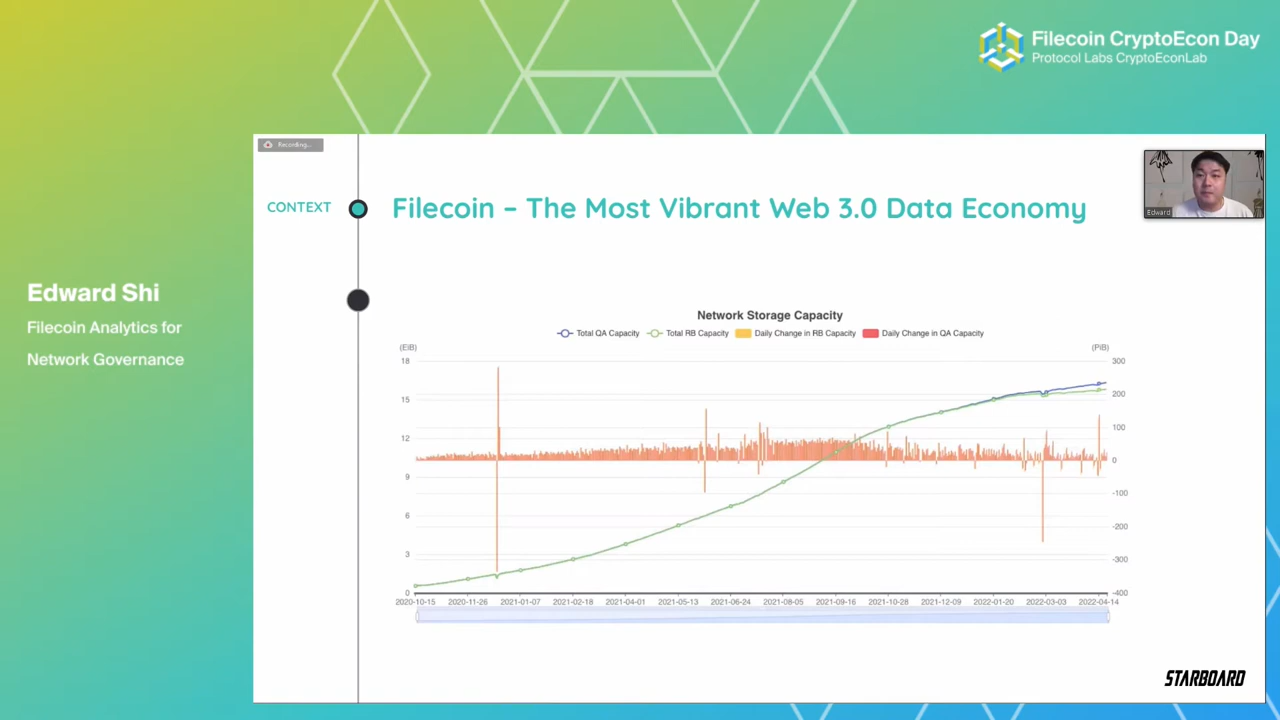 Filecoin CryptoEcon Day
Protocol Labs CryptoEconLab
Recording...
CONTEXT
Filecoin – The Most Vibrant Web 3.0 Data Economy
Edward
Edward Shi
Filecoin Analytics for
Network Governance
Network Storage Capacity
Total QA Capacity Total RB Capacity Daily Change in RB Capacity Daily Change in QA Capacity
(EiB) (PiB)
18 300
15 200
12 100
9 0
6 -100
3 -200
0 -300
-400
2020-10-15 2020-11-26 2021-01-07 2021-02-18 2021-04-01 2021-05-13 2021-06-24 2021-08-05 2021-09-16 2021-10-28 2021-12-09 2022-01-20 2022-03-03 2022-04-14
STARBOARD